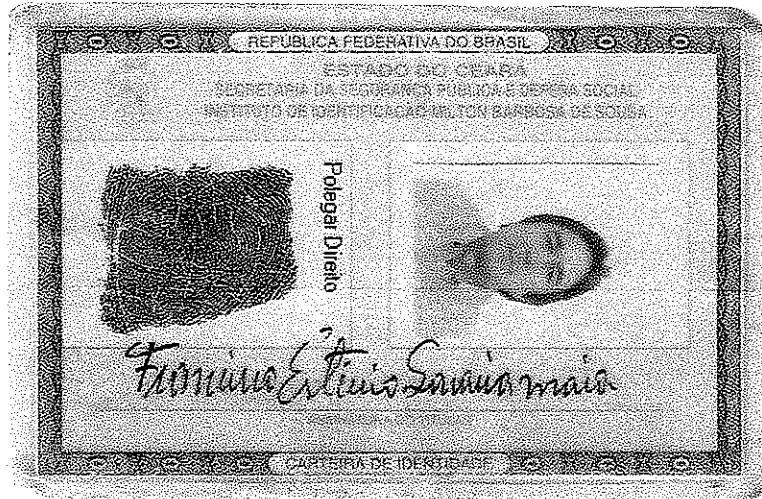 REPÚBLICA FEDERATIVA DO BRASIL
ESTADO DO CEARÁ
SECRETARIA DA SEGURANÇA PÚBLICA E DEFESA SOCIAL
INSTITUTO DE IDENTIFICAÇÃO MILTON BARBOSA DE SOUSA
Polegar Direito
maia
CARTEIRA DE IDENTIDADE